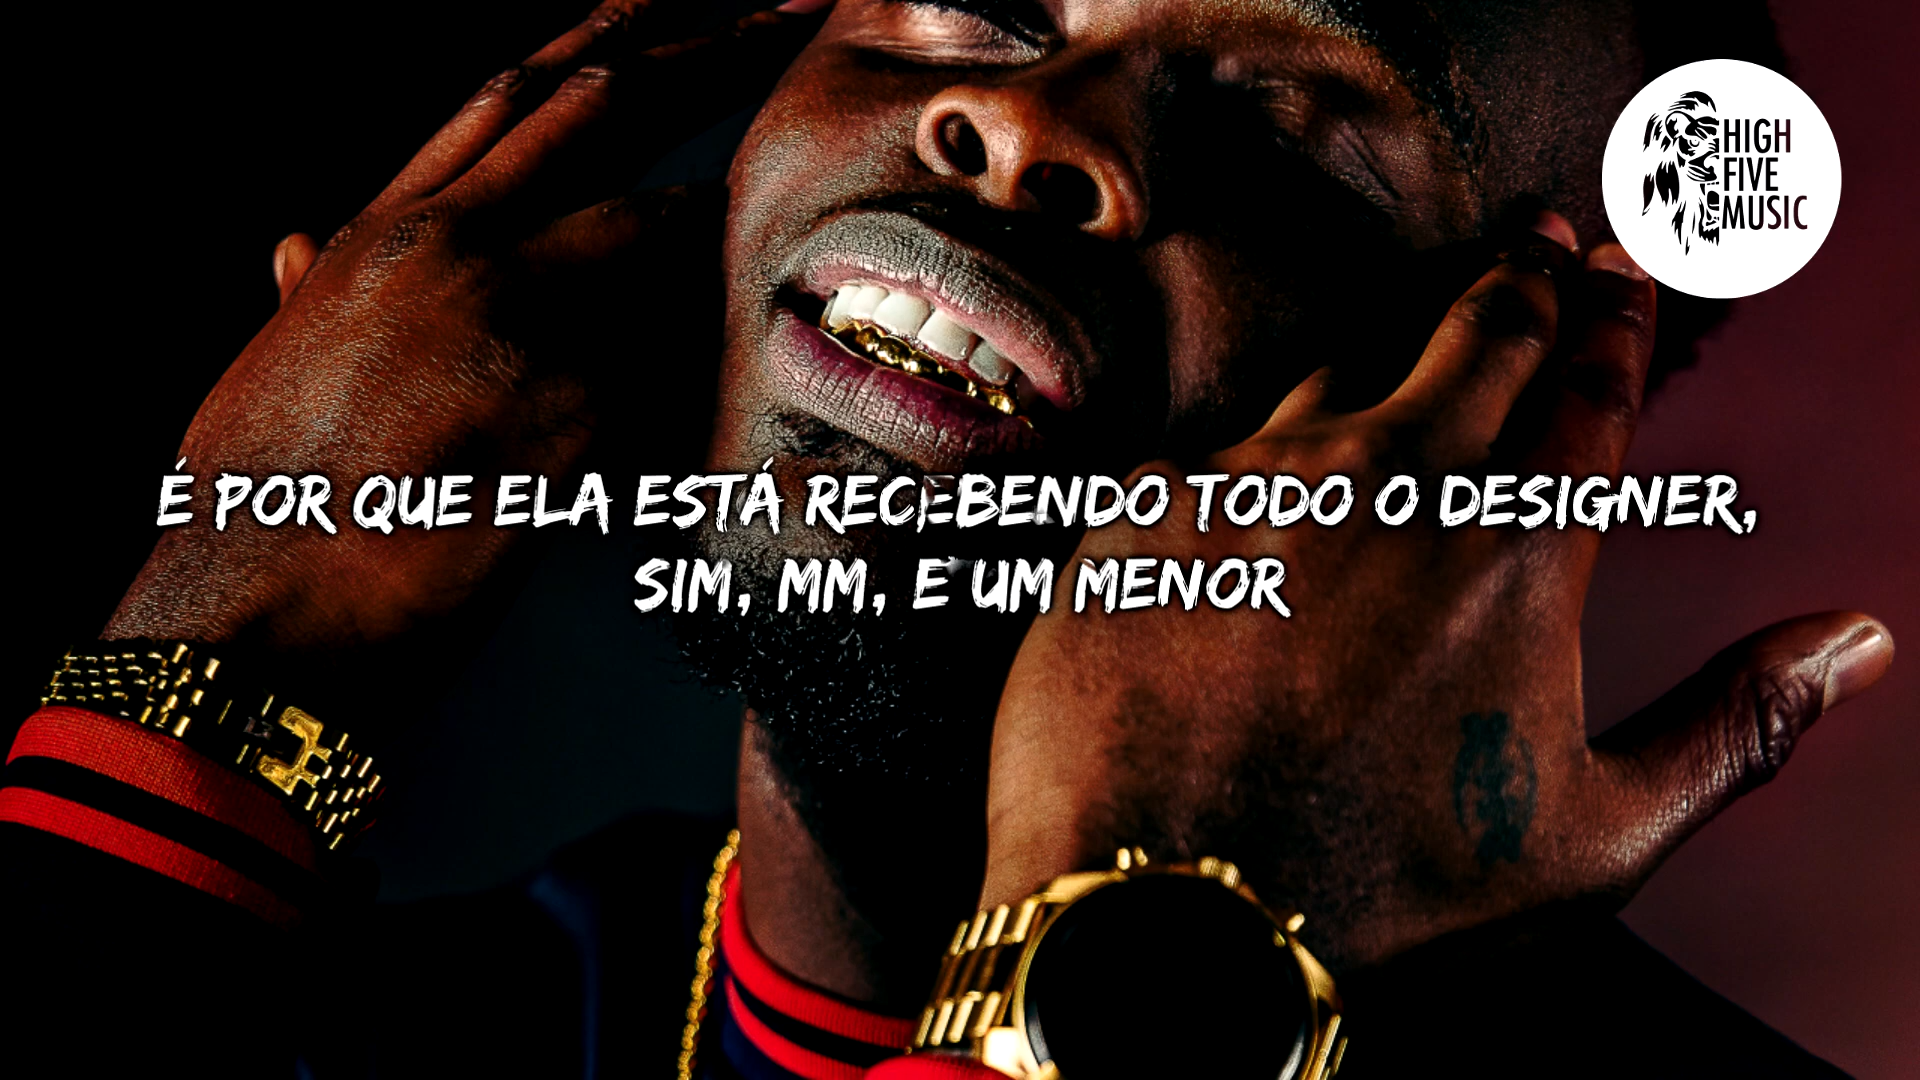 HIGH
FIVE
MUSIC
É POR QUE ELA ESTÁ RECEBENDO TODO O DESIGNER,
SIM, MM, E UM MENOR